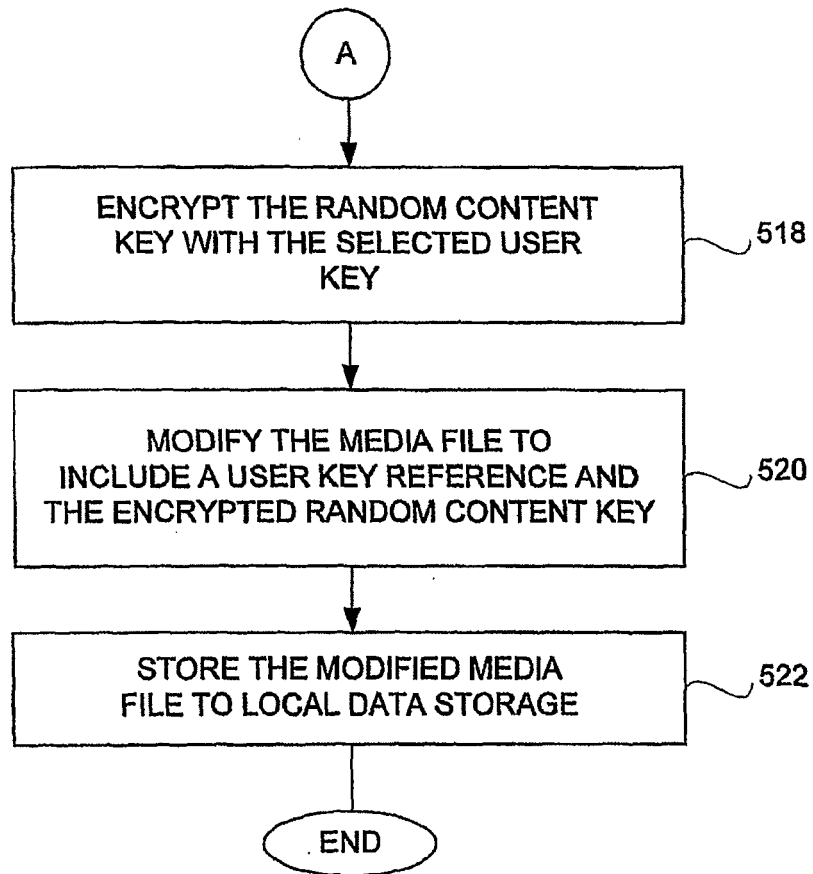 A
ENCRYPT THE RANDOM CONTENT
KEY WITH THE SELECTED USER
KEY
518
MODIFY THE MEDIA FILE TO
INCLUDE A USER KEY REFERENCE AND
THE ENCRYPTED RANDOM CONTENT KEY
520
STORE THE MODIFIED MEDIA
FILE TO LOCAL DATA STORAGE
522
END